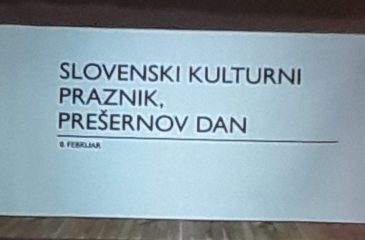 SLOVENSKI KULTURNI
PRAZNIK,
PREŠERNOV DAN
8. FEBRUAR